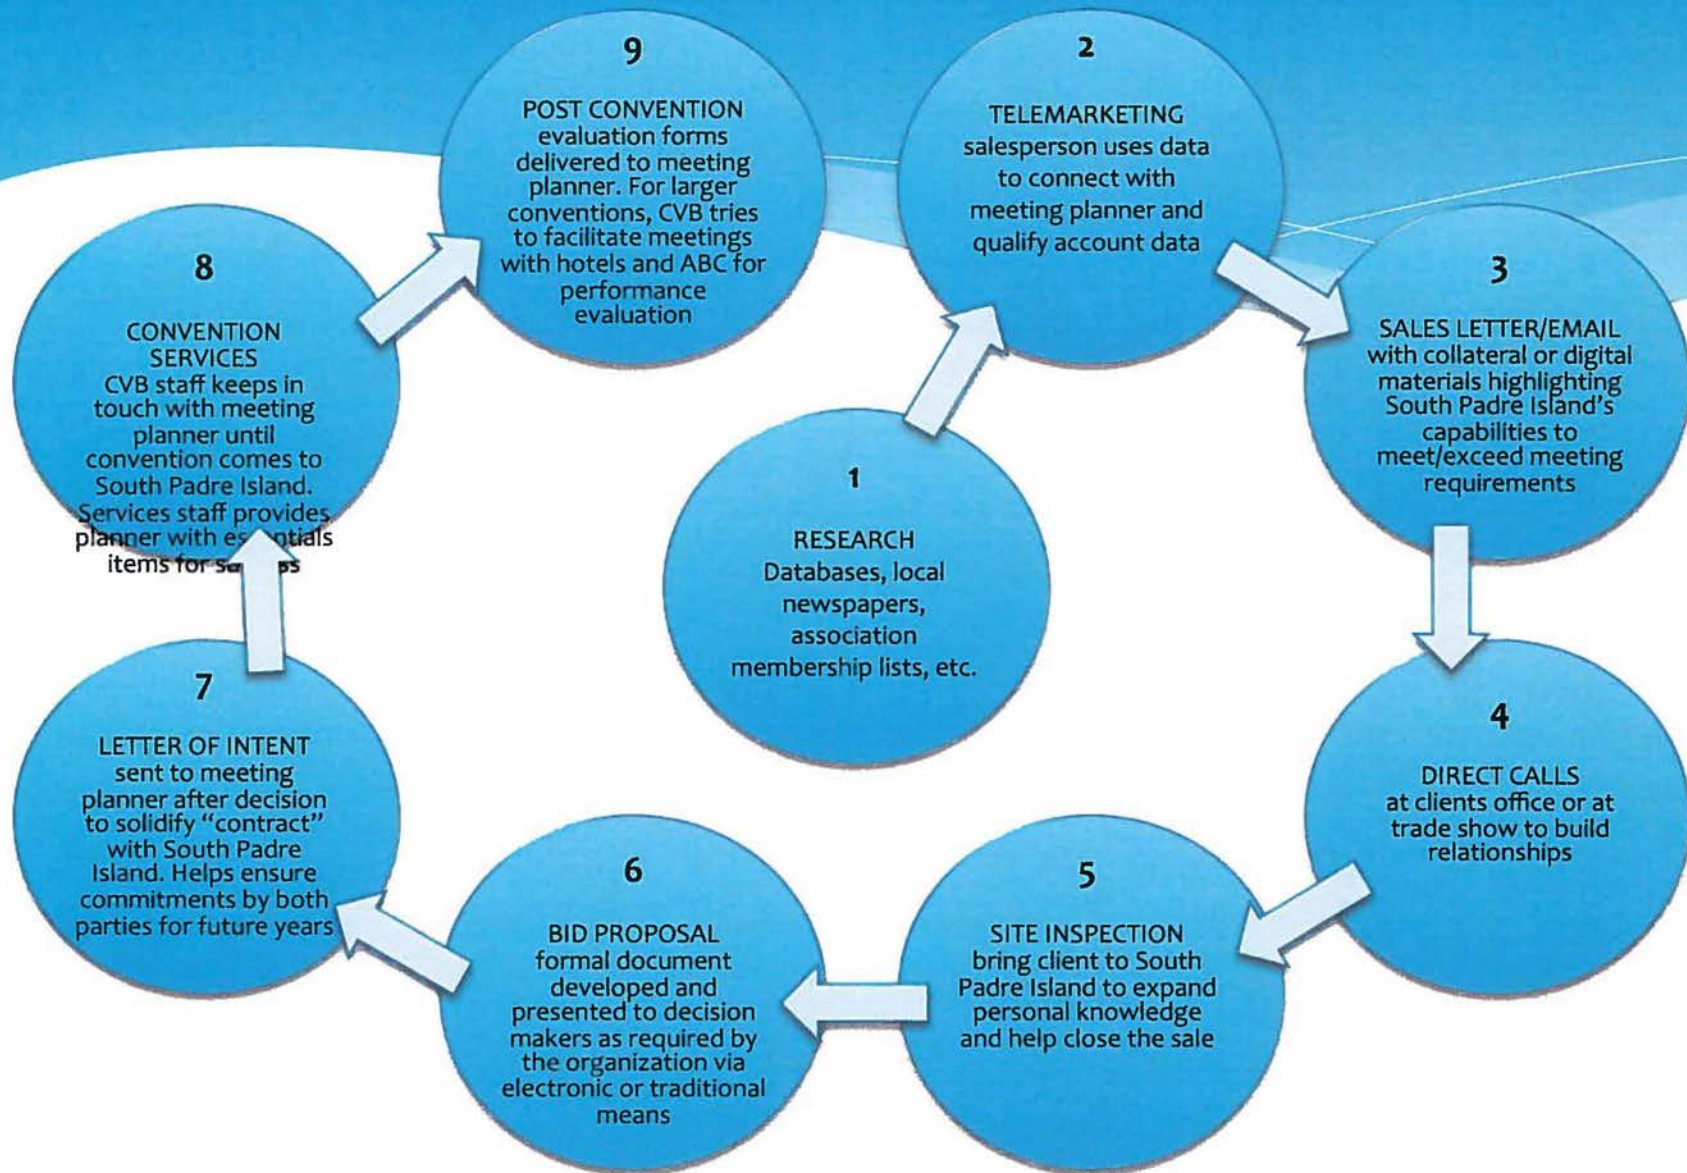 1
RESEARCH
Databases, local
newspapers,
association
membership lists, etc.
2
TELEMARKETING
salesperson uses data
to connect with
meeting planner and
qualify account data
3
SALES LETTER/EMAIL
with collateral or digital
materials highlighting
South Padre Island's
capabilities to
meet/exceed meeting
requirements
4
DIRECT CALLS
at clients office or at
trade show to build
relationships
5
SITE INSPECTION
bring client to South
Padre Island to expand
personal knowledge
and help close the sale
6
BID PROPOSAL
formal document
developed and
presented to decision
makers as required by
the organization via
electronic or traditional
means
7
LETTER OF INTENT
sent to meeting
planner after decision
to solidify “contract”
with South Padre
Island. Helps ensure
commitments by both
parties for future years
8
CONVENTION
SERVICES
CVB staff keeps in
touch with meeting
planner until
convention comes to
South Padre Island.
Services staff provides
planner with
items for
9
POST CONVENTION
evaluation forms
delivered to meeting
planner. For larger
conventions, CVB tries
to facilitate meetings
with hotels and ABC for
performance
evaluation